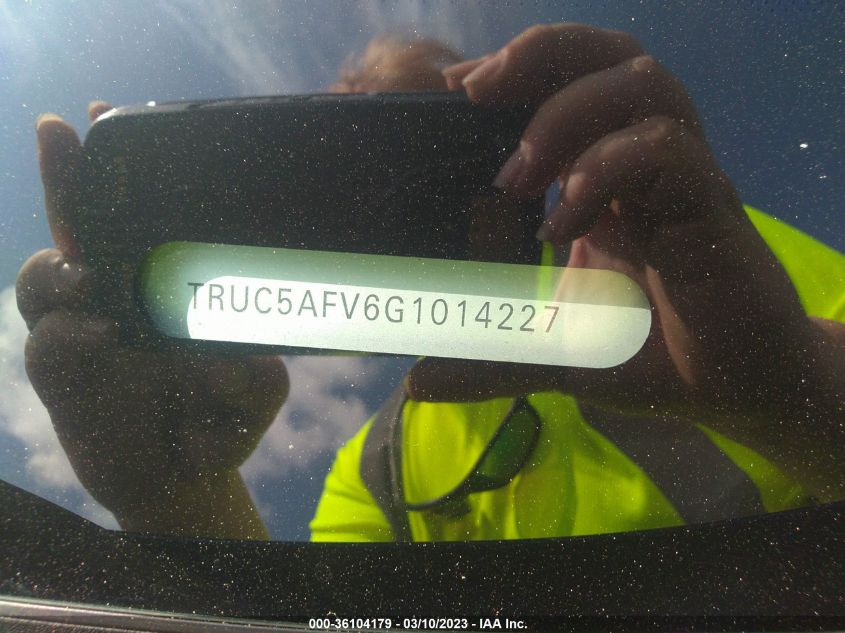 TRUC5AFV6G1014227
000-36104179 - 03/10/2023 - IAA Inc.